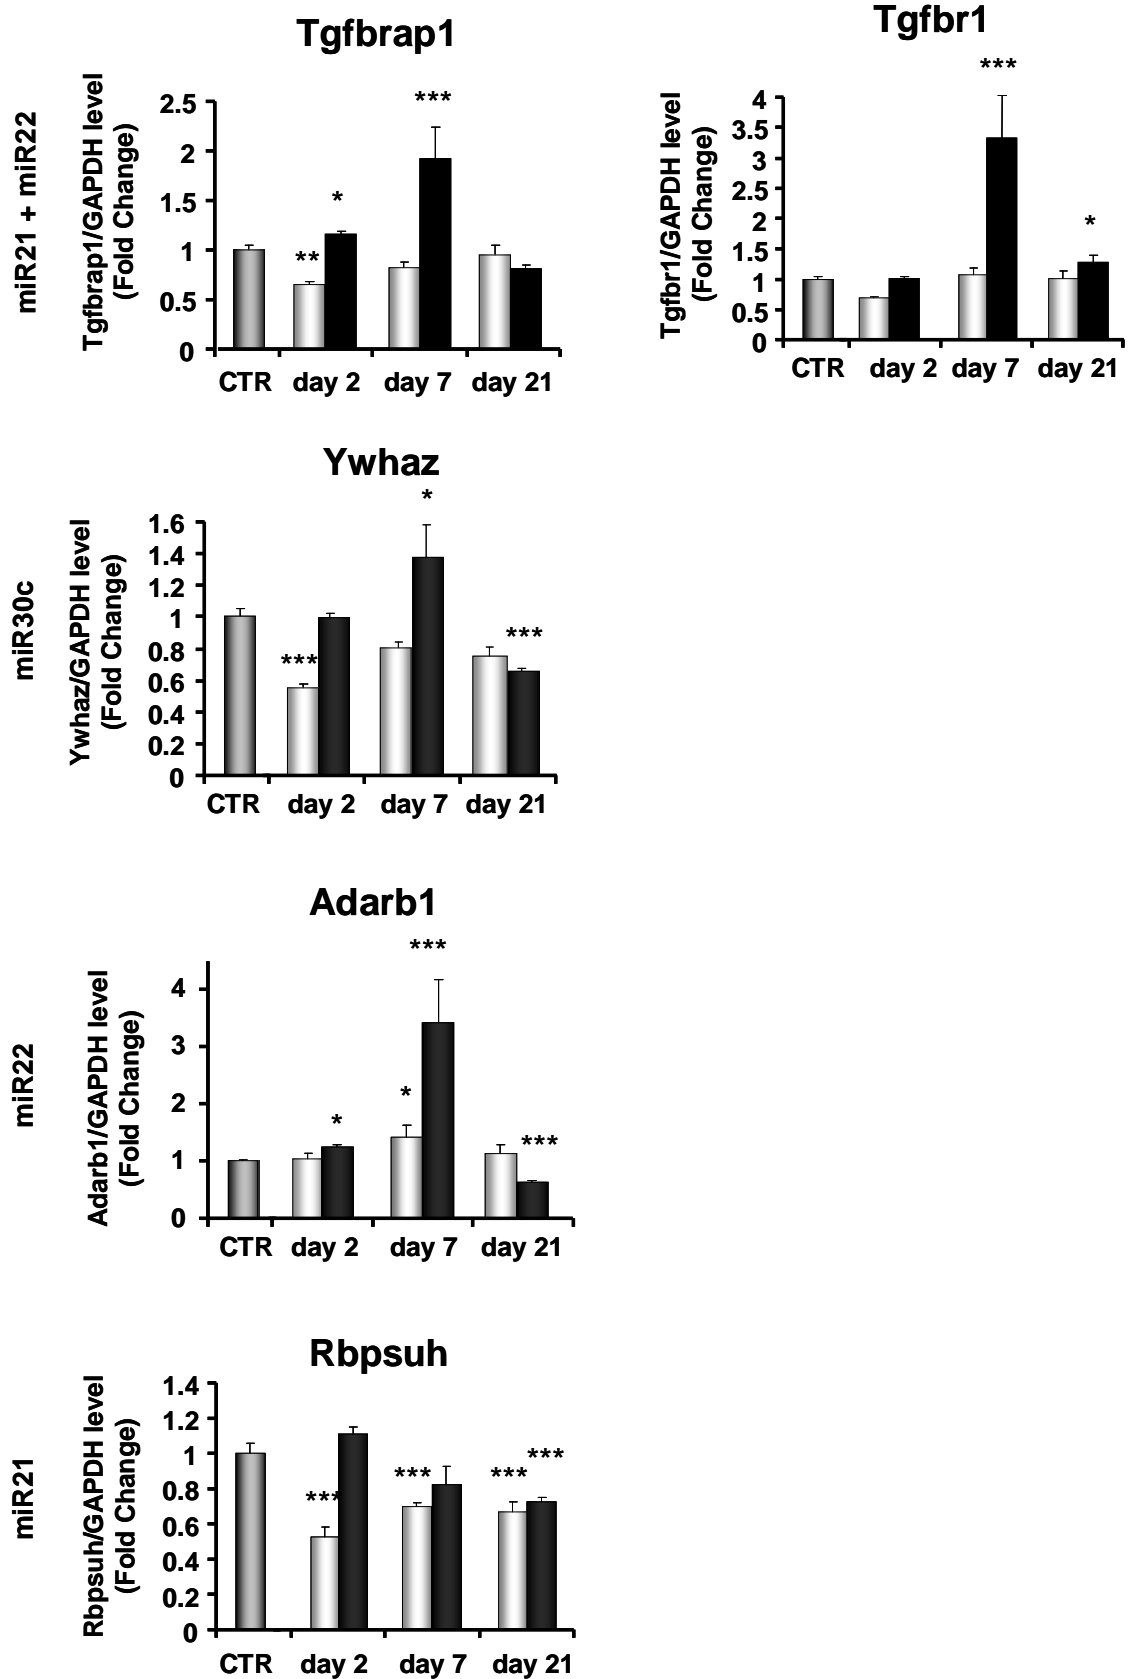 Tgfbrap1
Tgfbr1
miR21 + miR22
Tgfbrap1/GAPDH level
(Fold Change)
2.5
2
1.5
1
0.5
0
***
*
**
CTR day 2 day 7 day 21
Tgfbr1/GAPDH level
(Fold Change)
4
3.5
3
2.5
2
1.5
1
0.5
0
***
*
CTR day 2 day 7 day 21
Ywhaz
miR30c
Ywhaz/GAPDH level
(Fold Change)
1.6
1.4
1.2
1
0.8
0.6
0.4
0.2
0
*
***
***
CTR day 2 day 7 day 21
Adarb1
miR22
Adarb1/GAPDH level
(Fold Change)
4
3
2
1
0
***
*
*
***
CTR day 2 day 7 day 21
Rbpsuh
miR21
Rbpsuh/GAPDH level
(Fold Change)
1.4
1.2
1
0.8
0.6
0.4
0.2
0
***
***
***
***
CTR day 2 day 7 day 21